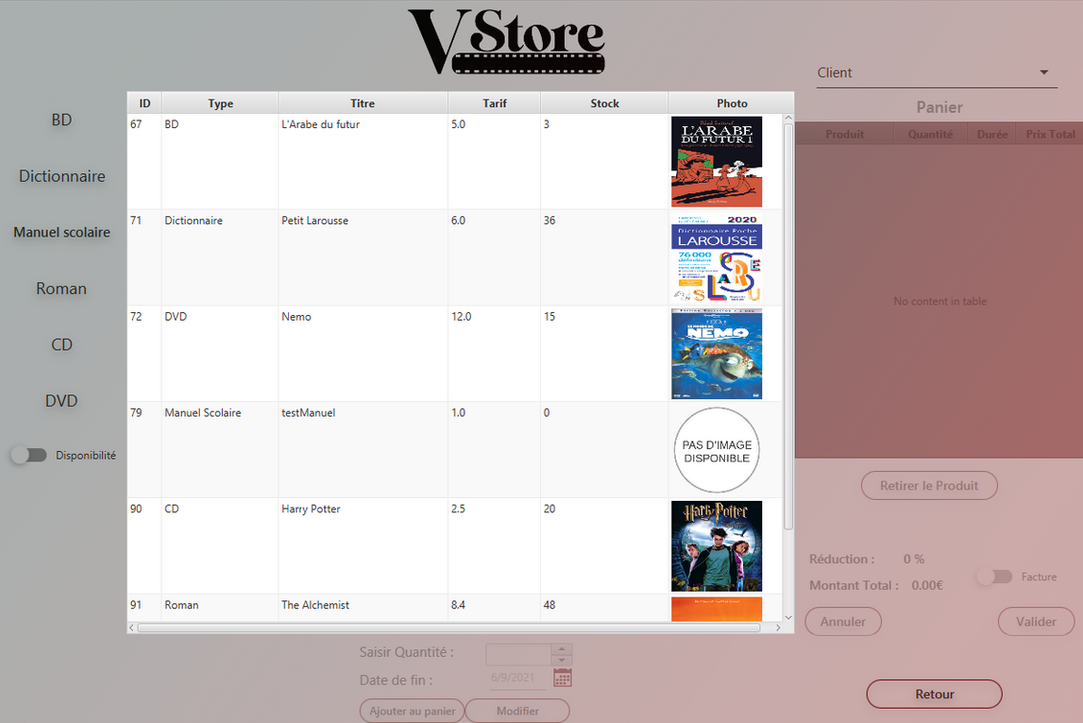 VStore
Client
BD
Dictionnaire
Manuel scolaire
Roman
CD
DVD
Disponibilité
ID Type Titre Tarif Stock Photo
67 BD L'Arabe du futur 5.0 3
L'ARABE
DU FUTUR 1
71 Dictionnaire Petit Larousse 6.0 36
2020
Dictionnaire Poche
LAROUSSE
76 000
définitions
72 DVD Nemo 12.0 15
LE MONDE DE
NEMO
79 Manuel Scolaire testManuel 1.0 0
PAS D'IMAGE
DISPONIBLE
90 CD Harry Potter 2.5 20
Harry Potter
91 Roman The Alchemist 8.4 48
Panier
Produit Quantité Durée Prix Total
No content in table
Retirer le Produit
Réduction : 0 %
Montant Total : 0.00€
Facture
Annuler Valider
Saisir Quantité :
Date de fin : 6/9/2021
Ajouter au panier Modifier
Retour